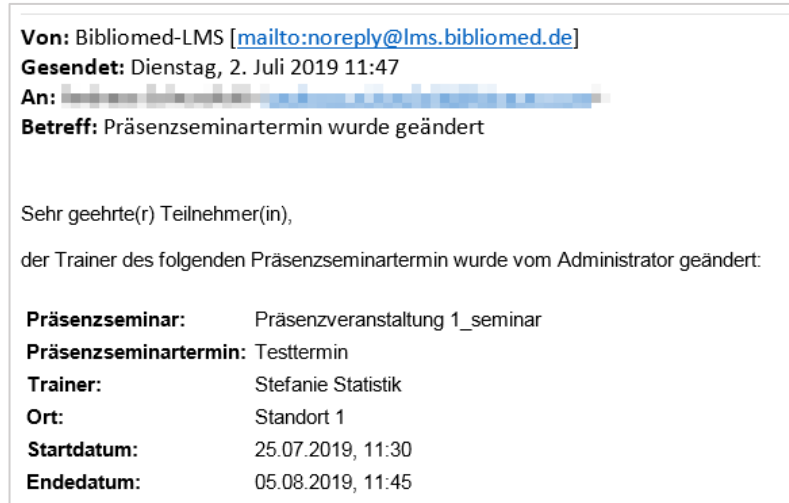 Von: Bibliomed-LMS [mailto:noreply@lms.bibliomed.de]
Gesendet: Dienstag, 2. Juli 2019 11:47
An:
Betreff: Präsenzseminartermin wurde geändert
Sehr geehrte(r) Teilnehmer(in),
der Trainer des folgenden Präsenzseminartermin wurde vom Administrator geändert:
Präsenzseminar: Präsenzveranstaltung 1_seminar
Präsenzseminartermin: Testtermin
Trainer: Stefanie Statistik
Ort: Standort 1
Startdatum: 25.07.2019, 11:30
Endedatum: 05.08.2019, 11:45